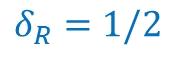 δ_R = 1/2